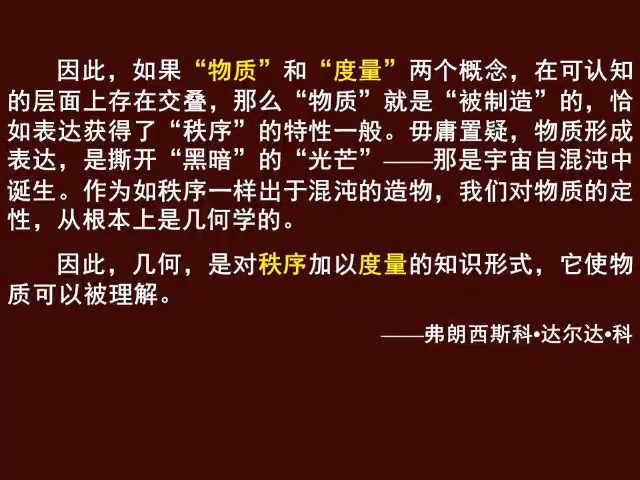 因此，如果“物质”和“度量”两个概念，在可认知
的层面上存在交叠，那么“物质”就是“被制造”的，恰
如表达获得了“秩序”的特性一般。毋庸置疑，物质形成
表达，是撕开“黑暗”的“光芒”——那是宇宙自混沌中
诞生。作为如秩序一样出于混沌的造物，我们对物质的定
性，从根本上是几何学的。
因此，几何，是对秩序加以度量的知识形式，它使物
质可以被理解。
——弗朗西斯科•达尔达•科